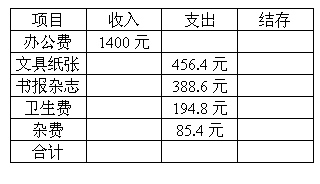 项目 收入 支出 结存
办公费 1400 元
文具纸张 456.4 元
书报杂志 388.6 元
卫生费 194.8 元
杂费 85.4 元
合计